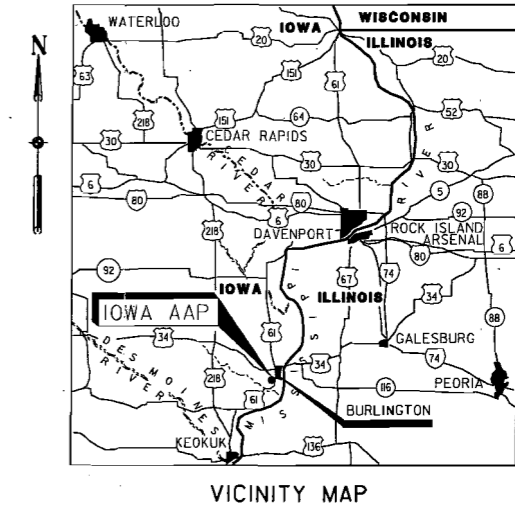 N
WATERLOO
IOWA
WISCONSIN
ILLINOIS
20
151
61
20
63
218
151
64
52
30
CEDAR RAPIDS
CEDAR RIVER
30
30
6
80
5
88
6
80
92
DAVENPORT
ROCK ISLAND
ARSENAL
6
218
80
92
IOWA
67
ILLINOIS
74
34
88
IOWA AAP
61
34
GALESBURG
DES MOINES
RIVER
218
34
74
116
PEORIA
61
BURLINGTON
KEOKUK
136
MISSISSIPPI RIVER
VICINITY MAP